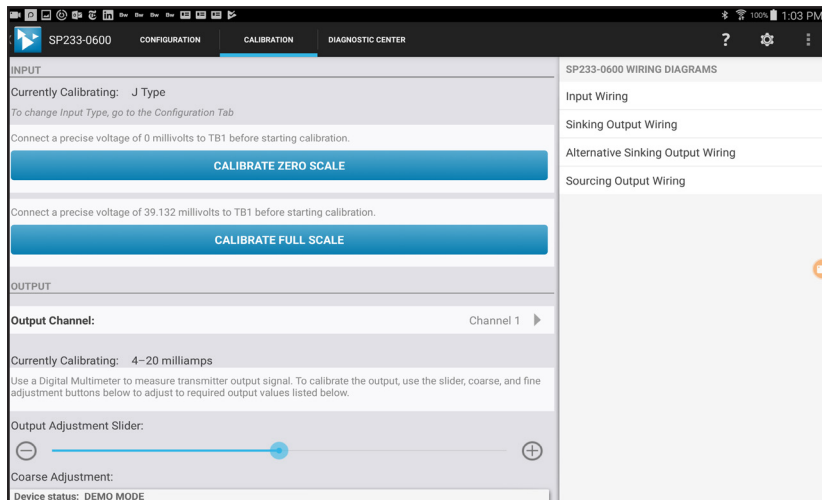 100% 1:03 PM
SP233-0600 CONFIGURATION CALIBRATION DIAGNOSTIC CENTER ?
INPUT
Currently Calibrating: J Type
To change Input Type, go to the Configuration Tab
Connect a precise voltage of 0 millivolts to TB1 before starting calibration.
CALIBRATE ZERO SCALE
Connect a precise voltage of 39.132 millivolts to TB1 before starting calibration.
CALIBRATE FULL SCALE
OUTPUT
Output Channel: Channel 1
Currently Calibrating: 4–20 milliamps
Use a Digital Multimeter to measure transmitter output signal. To calibrate the output, use the slider, coarse, and fine
adjustment buttons below to adjust to required output values listed below.
Output Adjustment Slider:
Coarse Adjustment:
Device status: DEMO MODE
SP233-0600 WIRING DIAGRAMS
Input Wiring
Sinking Output Wiring
Alternative Sinking Output Wiring
Sourcing Output Wiring